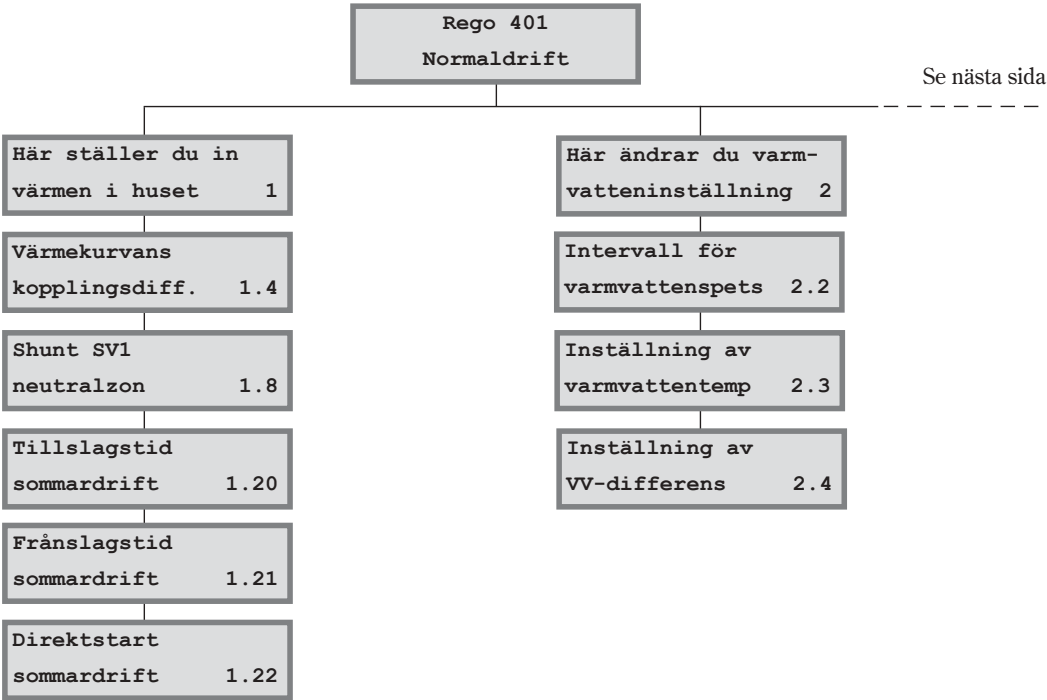 Rego 401
Normaldrift
Se nästa sida
Här ställer du in
värmen i huset 1
Värmekurvans
kopplingsdiff. 1.4
Shunt SV1
neutralzon 1.8
Tillslagstid
sommardrift 1.20
Frånslagstid
sommardrift 1.21
Direktstart
sommardrift 1.22
Här ändrar du varm-
vatteninställning 2
Intervall för
varmvattenspets 2.2
Inställning av
varmvattentemp 2.3
Inställning av
VV-differens 2.4